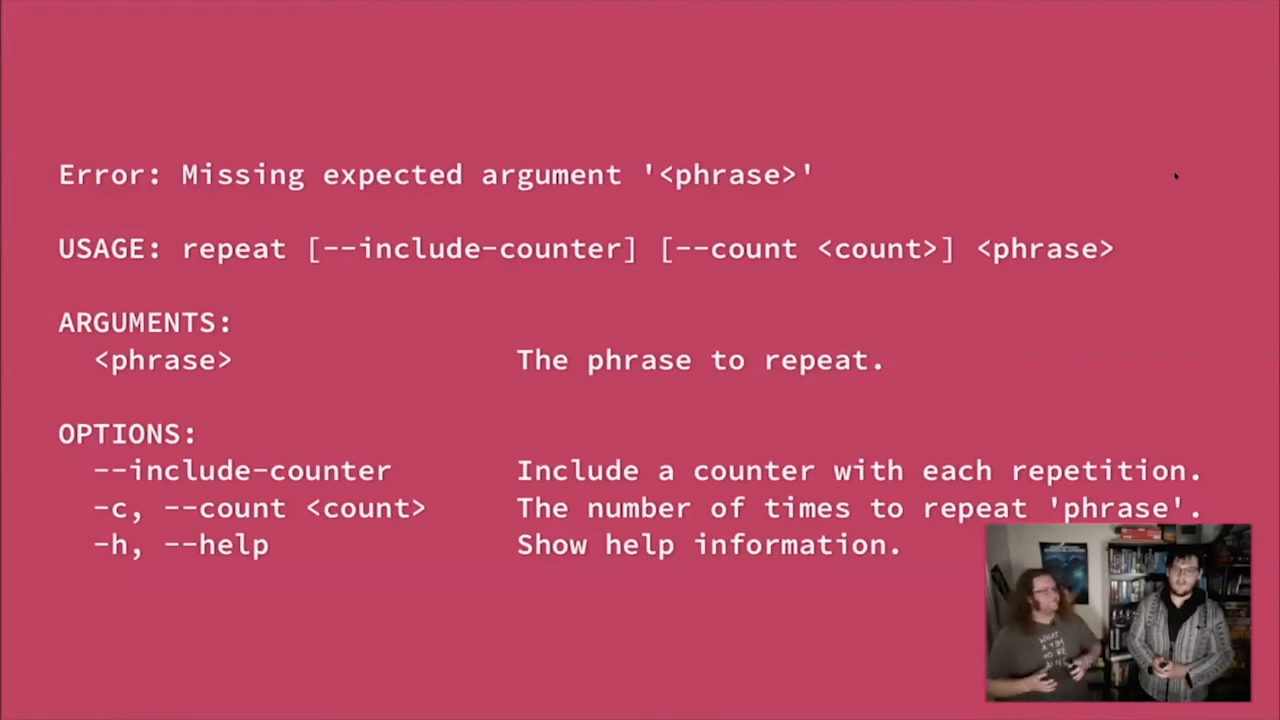 Error: Missing expected argument '<phrase>'
USAGE: repeat [--include-counter] [--count <count>] <phrase>
ARGUMENTS:
<phrase> The phrase to repeat.
OPTIONS:
--include-counter Include a counter with each repetition.
-c, --count <count> The number of times to repeat 'phrase'.
-h, --help Show help information.
WHAT
A